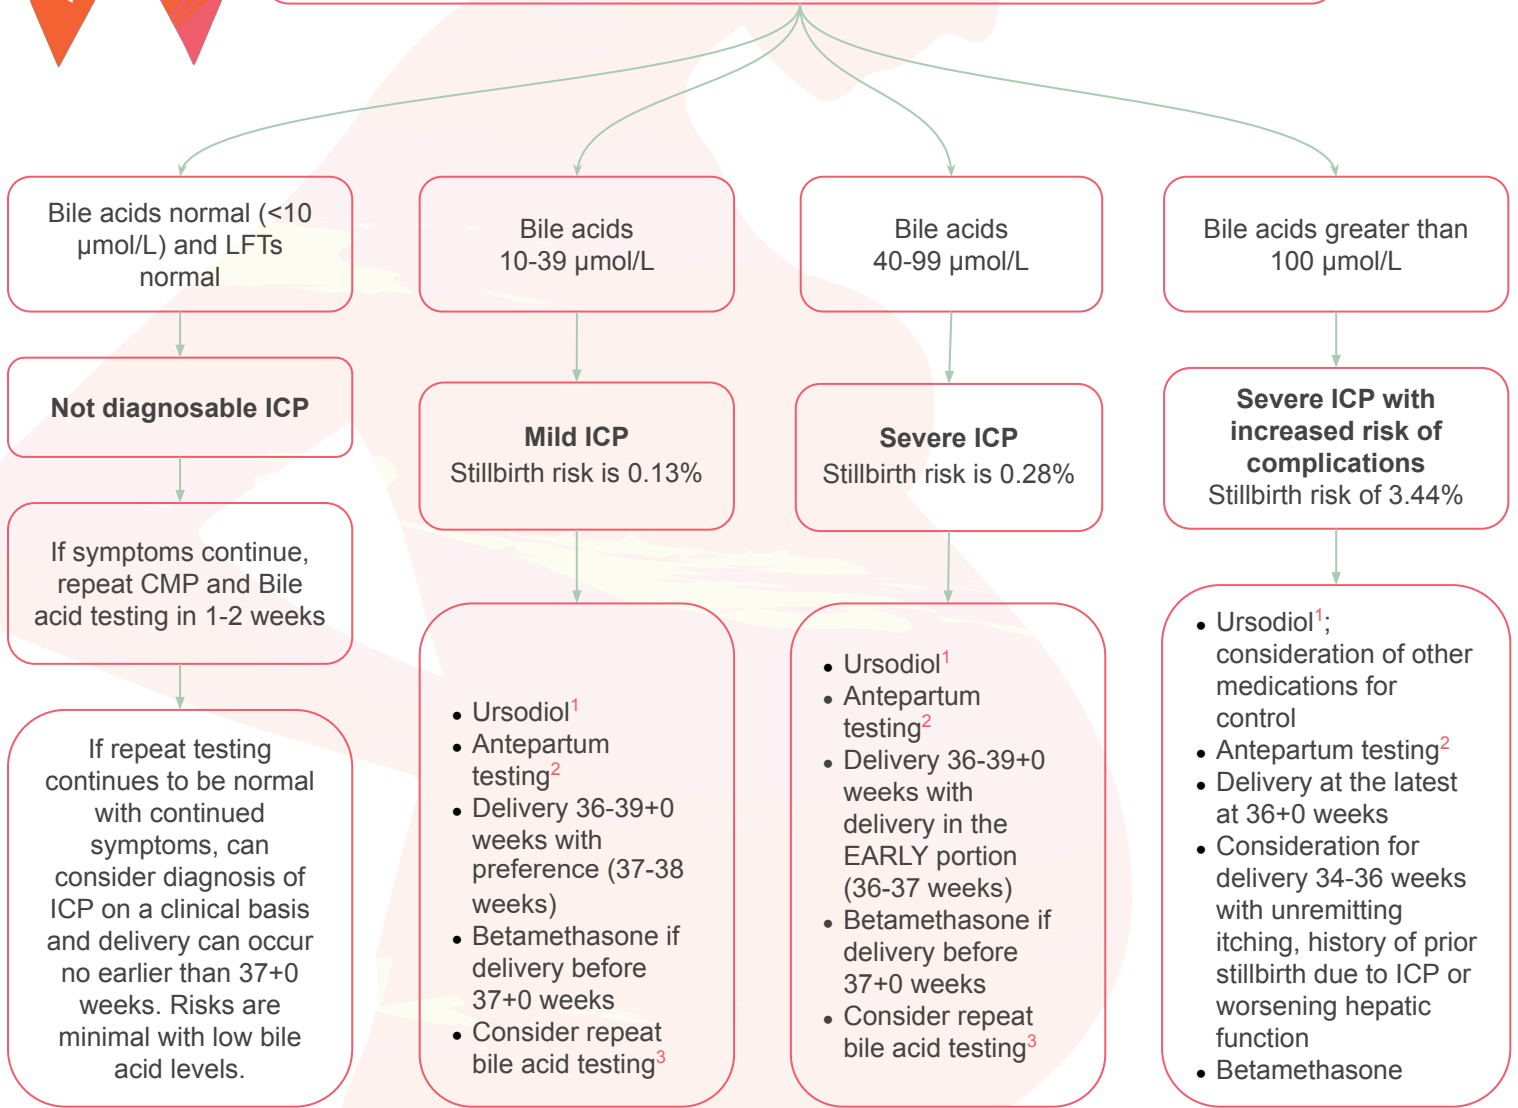 Bile acids normal (<10
µmol/L) and LFTs
normal
Not diagnosable ICP
If symptoms continue,
repeat CMP and Bile
acid testing in 1-2 weeks
If repeat testing
continues to be normal
with continued
symptoms, can
consider diagnosis of
ICP on a clinical basis
and delivery can occur
no earlier than 37+0
weeks. Risks are
minimal with low bile
acid levels.
Bile acids
10-39 µmol/L
Mild ICP
Stillbirth risk is 0.13%
• Ursodiol1
• Antepartum
testing2
• Delivery 36-39+0
weeks with
preference (37-38
weeks)
• Betamethasone if
delivery before
37+0 weeks
• Consider repeat
bile acid testing3
Bile acids
40-99 µmol/L
Severe ICP
Stillbirth risk is 0.28%
• Ursodiol1
• Antepartum
testing2
• Delivery 36-39+0
weeks with
delivery in the
EARLY portion
(36-37 weeks)
• Betamethasone if
delivery before
37+0 weeks
• Consider repeat
bile acid testing3
Bile acids greater than
100 µmol/L
Severe ICP with
increased risk of
complications
Stillbirth risk of 3.44%
• Ursodiol1;
consideration of other
medications for
control
• Antepartum testing2
• Delivery at the latest
at 36+0 weeks
• Consideration for
delivery 34-36 weeks
with unremitting
itching, history of prior
stillbirth due to ICP or
worsening hepatic
function
• Betamethasone